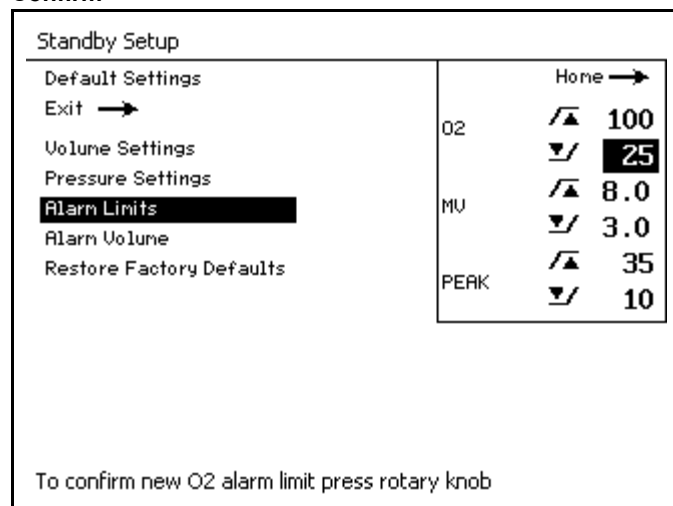 Standby Setup
Default Settings
Exit
Volume Settings
Pressure Settings
Alarm Limits
Alarm Volume
Restore Factory Defaults
Home
O2
100
25
MV
8.0
3.0
PEAK
35
10
To confirm new O2 alarm limit press rotary knob